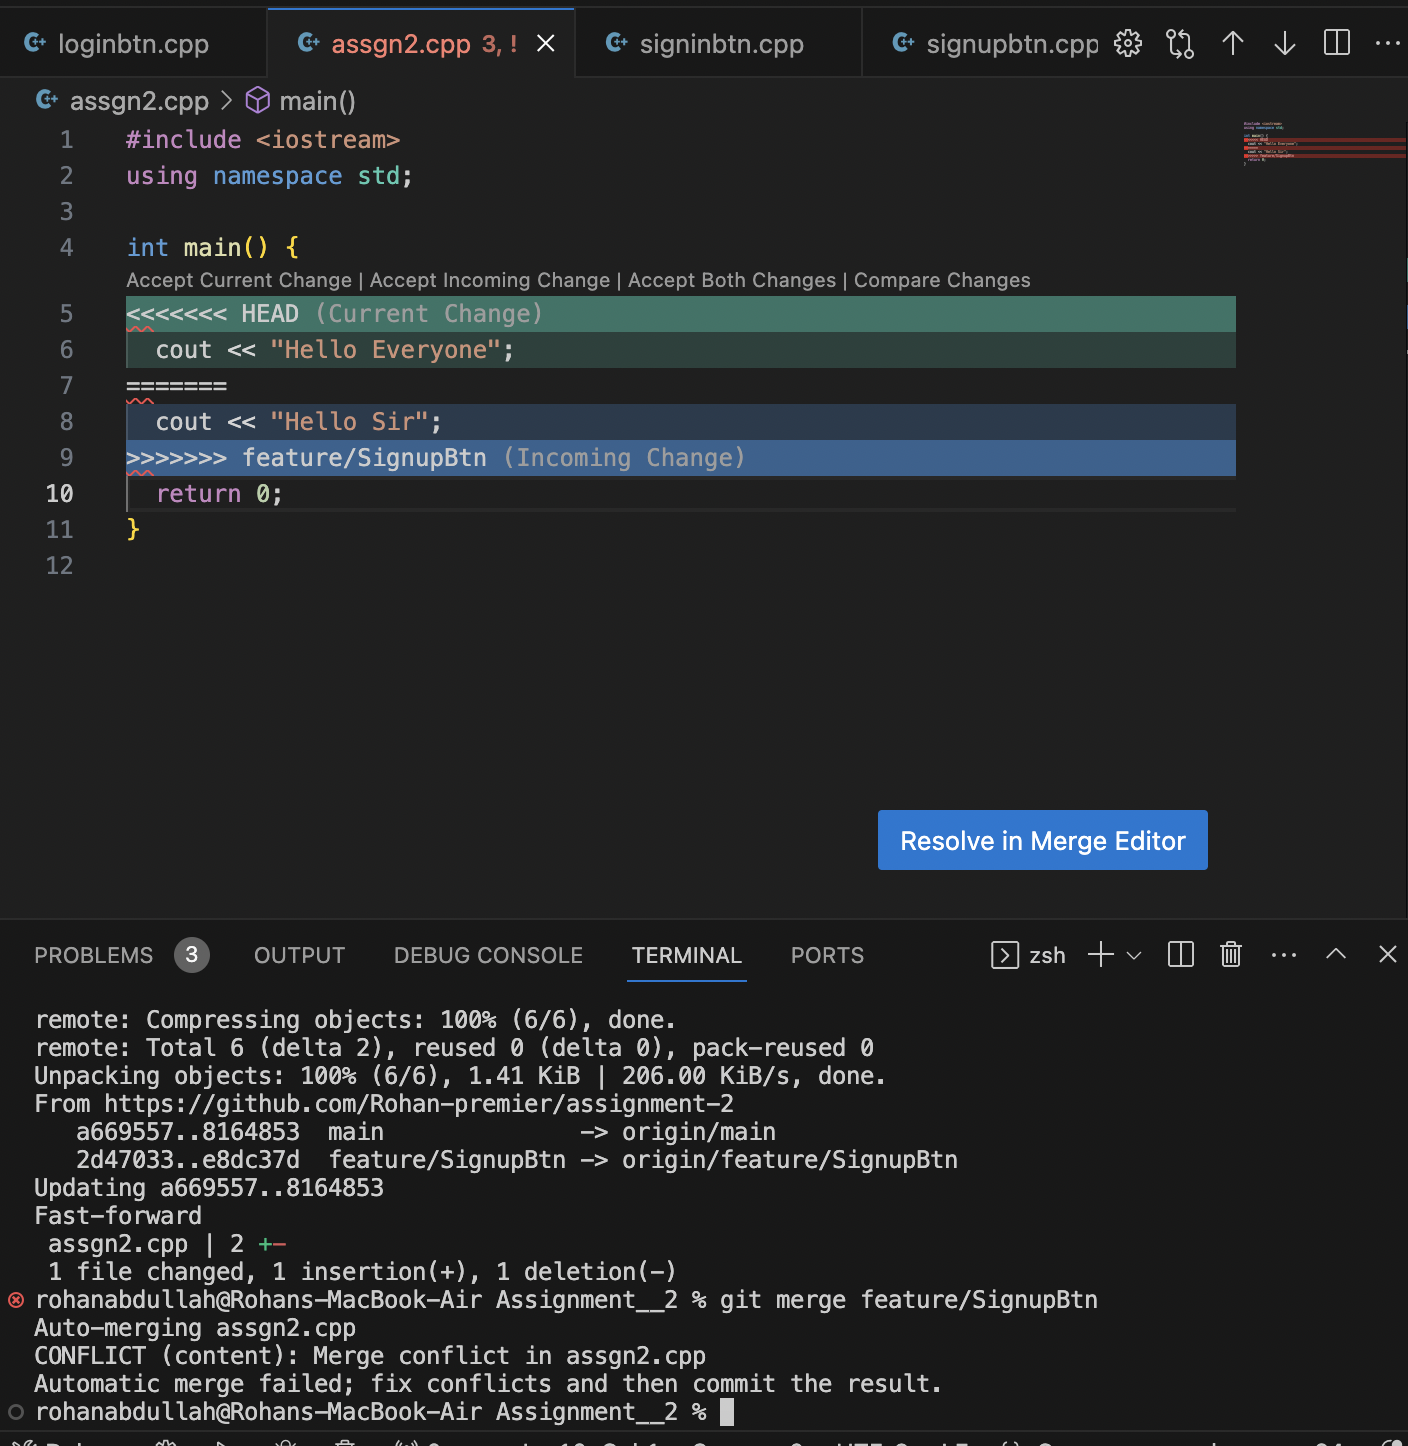 loginbtn.cpp
assgn2.cpp 3, !
signinbtn.cpp
signupbtn.cpp
assgn2.cpp > main()
1 #include <iostream>
2 using namespace std;
3
4 int main() {
Accept Current Change | Accept Incoming Change | Accept Both Changes | Compare Changes
5 <<<<<<< HEAD (Current Change)
6 cout << "Hello Everyone";
7 =======
8 cout << "Hello Sir";
9 >>>>>>> feature/SignupBtn (Incoming Change)
10 return 0;
11 }
12
Resolve in Merge Editor
PROBLEMS 3 OUTPUT DEBUG CONSOLE TERMINAL PORTS zsh
remote: Compressing objects: 100% (6/6), done.
remote: Total 6 (delta 2), reused 0 (delta 0), pack-reused 0
Unpacking objects: 100% (6/6), 1.41 KiB | 206.00 KiB/s, done.
From https://github.com/Rohan-premier/assignment-2
a669557..8164853 main -> origin/main
2d47033..e8dc37d feature/SignupBtn -> origin/feature/SignupBtn
Updating a669557..8164853
Fast-forward
assgn2.cpp | 2 +-
1 file changed, 1 insertion(+), 1 deletion(-)
rohanabdullah@Rohans-MacBook-Air Assignment__2 % git merge feature/SignupBtn
Auto-merging assgn2.cpp
CONFLICT (content): Merge conflict in assgn2.cpp
Automatic merge failed; fix conflicts and then commit the result.
rohanabdullah@Rohans-MacBook-Air Assignment__2 %